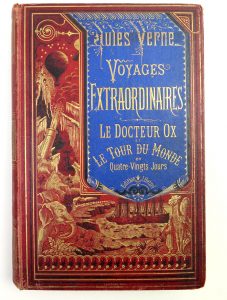 Jules Verne
Voyages
Extraordinaires
Le Docteur Ox
Le Tour du Monde
en
Quatre-Vingts Jours